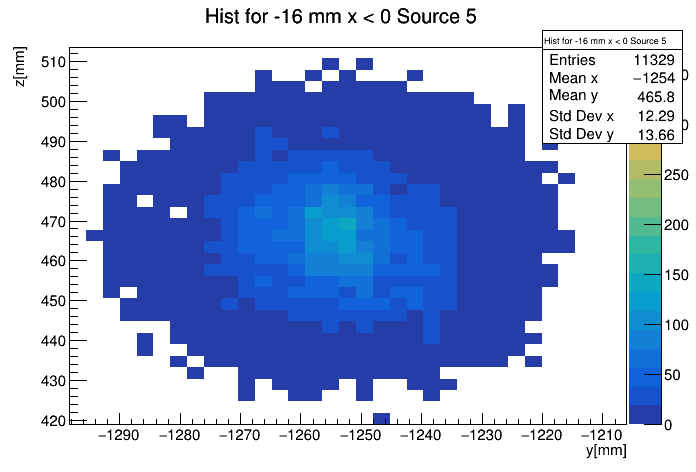 Hist for -16 mm x < 0 Source 5
z[mm]
Hist for -16 mm x < 0 Source 5
Entries 11329
Mean x −1254
Mean y 465.8
Std Dev x 12.29
Std Dev y 13.66
510
500
490
480
470
460
450
440
430
420
250
200
150
100
50
0
−1290 −1280 −1270 −1260 −1250 −1240 −1230 −1220 −1210
y[mm]